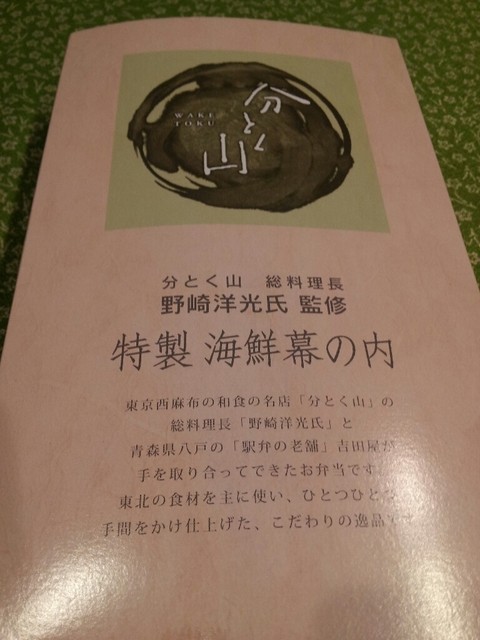 分とく山
WAKE
TOKU
分とく山 総料理長
野崎洋光氏 監修
特製 海鮮幕の内
東京西麻布の和食の名店「分とく山」の
総料理長「野崎洋光氏」と
青森県八戸の「駅弁の老舗」吉田屋が
手を取り合ってできたお弁当です
東北の食材を主に使い、ひとつひとつ
手間をかけ仕上げた、こだわりの逸品です